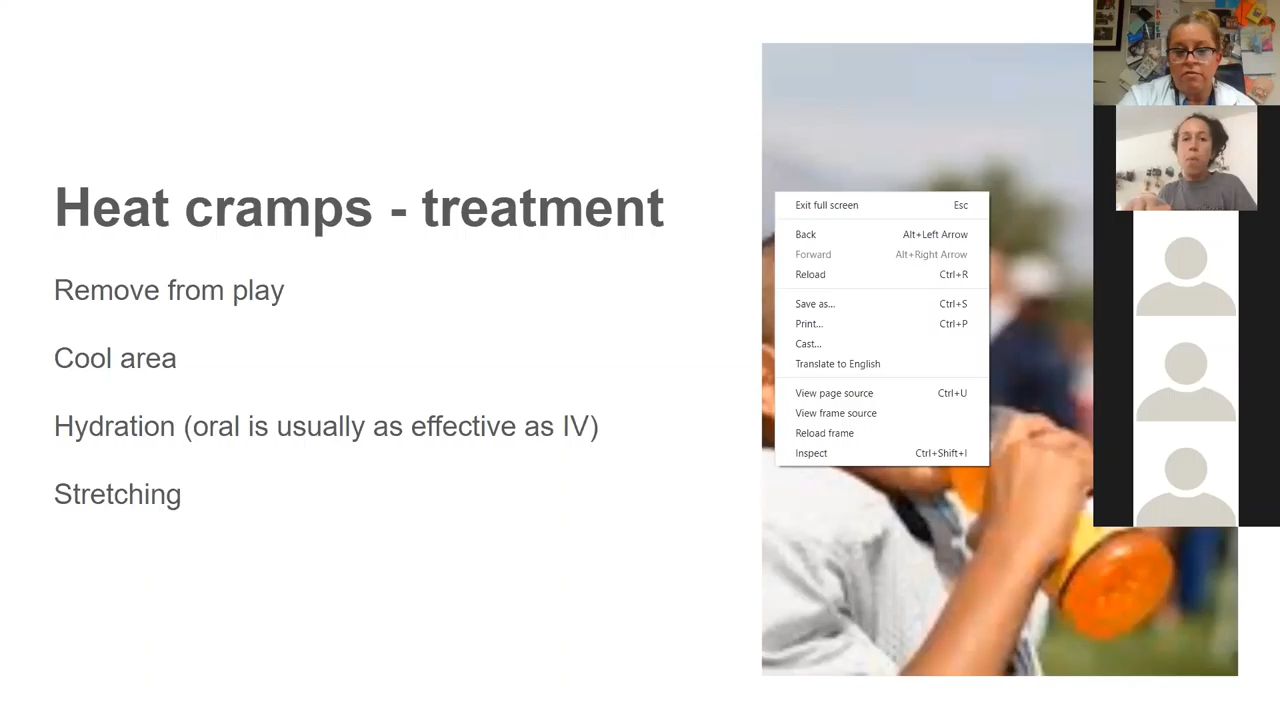 Heat cramps - treatment
Remove from play
Cool area
Hydration (oral is usually as effective as IV)
Stretching
Exit full screen Esc
Back Alt+Left Arrow
Forward Alt+Right Arrow
Reload Ctrl+R
Save as... Ctrl+S
Print... Ctrl+P
Cast...
Translate to English
View page source Ctrl+U
View frame source
Reload frame
Inspect Ctrl+Shift+I